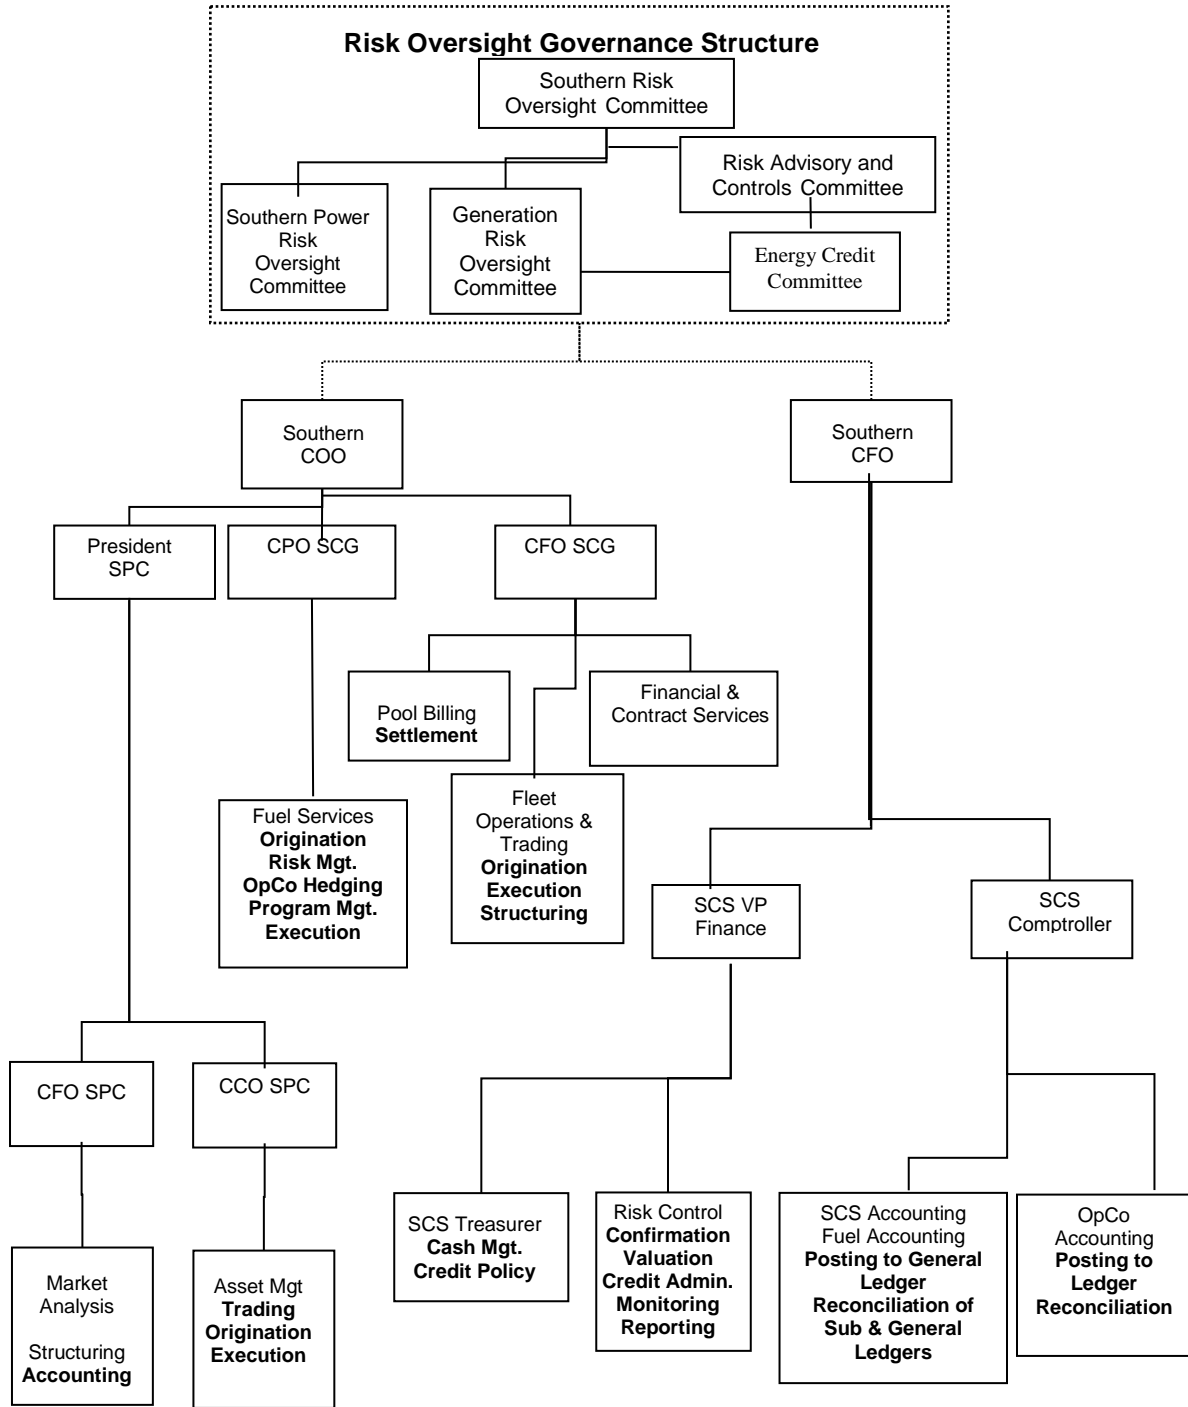 Risk Oversight Governance Structure
Southern Risk
Oversight Committee
Risk Advisory and
Controls Committee
Southern Power
Risk
Oversight
Committee
Generation
Risk
Oversight
Committee
Energy Credit
Committee
Southern
COO
Southern
CFO
President
SPC
CPO SCG
CFO SCG
Pool Billing
Settlement
Financial &
Contract Services
Fuel Services
Origination
Risk Mgt.
OpCo Hedging
Program Mgt.
Execution
Fleet
Operations &
Trading
Origination
Execution
Structuring
SCS VP
Finance
SCS
Comptroller
CFO SPC
CCO SPC
Market
Analysis
Structuring
Accounting
Asset Mgt
Trading
Origination
Execution
SCS Treasurer
Cash Mgt.
Credit Policy
Risk Control
Confirmation
Valuation
Credit Admin.
Monitoring
Reporting
SCS Accounting
Fuel Accounting
Posting to General
Ledger
Reconciliation of
Sub & General
Ledgers
OpCo
Accounting
Posting to
Ledger
Reconciliation